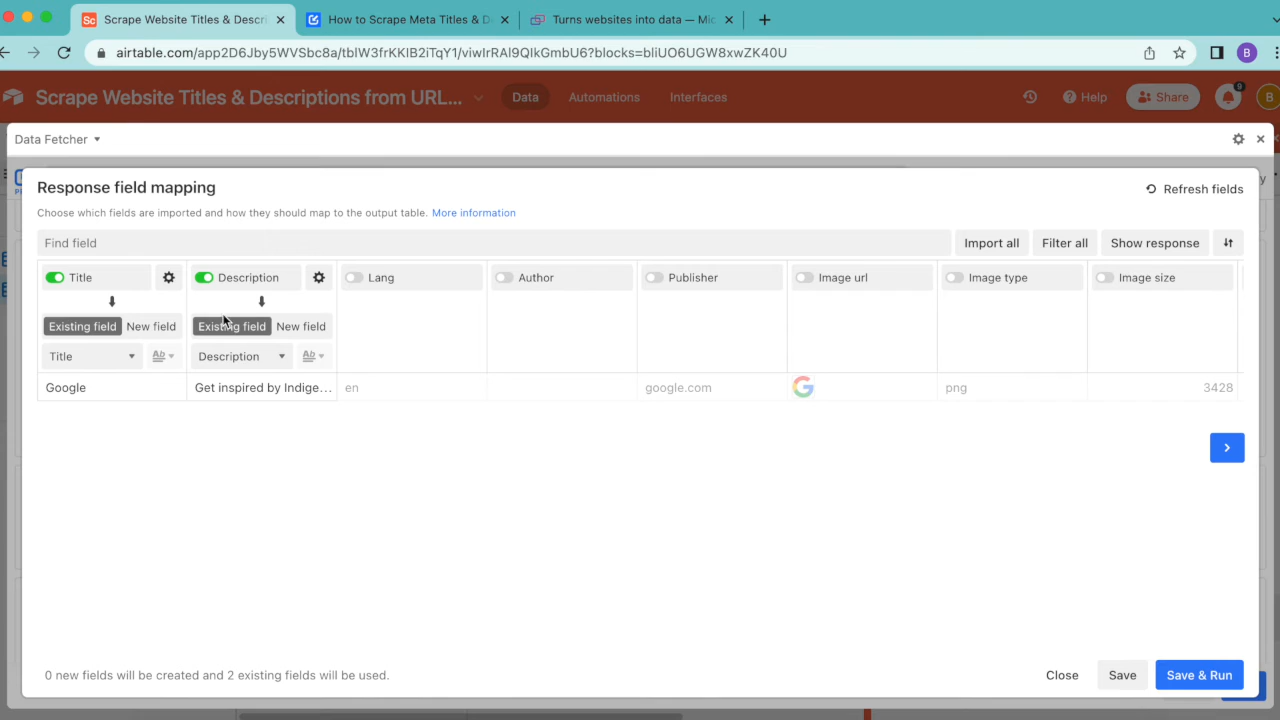 Scrape Website Titles & Descri
How to Scrape Meta Titles & D
Turns websites into data — Mic
airtable.com/app2D6Jby5WVSbc8a/tblW3frKKIB2iTqY1/viwIrRAI9QIkGmbU6?blocks=bliUO6UGW8xwZK40U
B
Scrape Website Titles & Descriptions from URL...
Data
Automations
Interfaces
Help
Share
9
B
Data Fetcher
Response field mapping
Refresh fields
Choose which fields are imported and how they should map to the output table. More information
Find field
Import all
Filter all
Show response
Title
Description
Lang
Author
Publisher
Image url
Image type
Image size
Existing field
New field
Existing field
New field
Title
Ab
Description
Ab
Google
Get inspired by Indige...
en
google.com
png
3428
0 new fields will be created and 2 existing fields will be used.
Close
Save
Save & Run